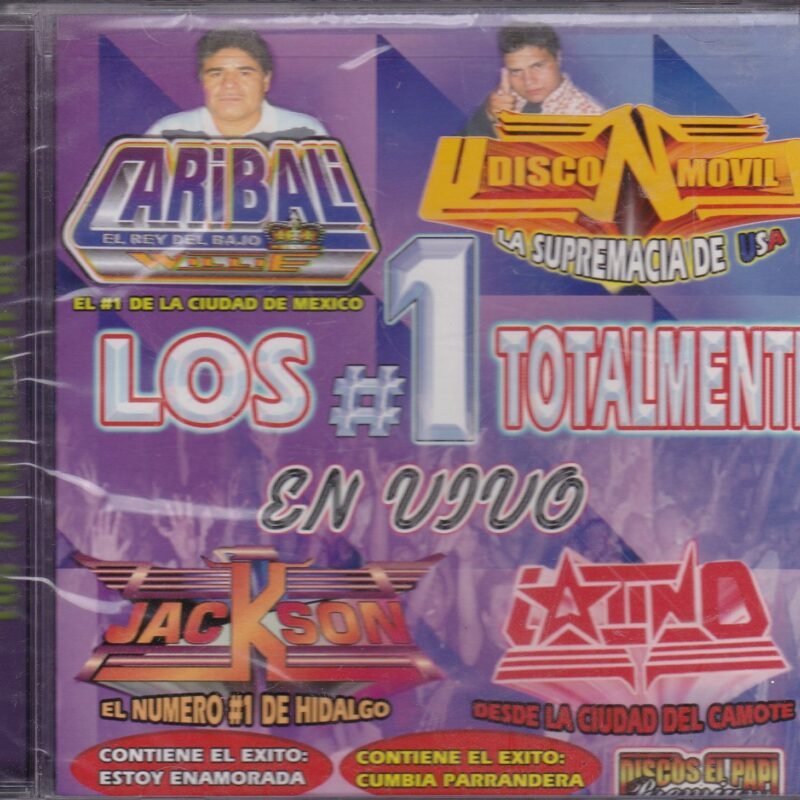 CARIBALI
EL REY DEL BAJO
WILLIE
EL #1 DE LA CIUDAD DE MEXICO
DISCO MOVIL
LA SUPREMACIA DE USA
LOS #1 TOTALMENTE
EN VIVO
JACKSON
EL NUMERO #1 DE HIDALGO
LATINO
DESDE LA CIUDAD DEL CAMOTE
CONTIENE EL EXITO:
ESTOY ENAMORADA
CONTIENE EL EXITO:
CUMBIA PARRANDERA
DISCOS EL PAPI
Premium